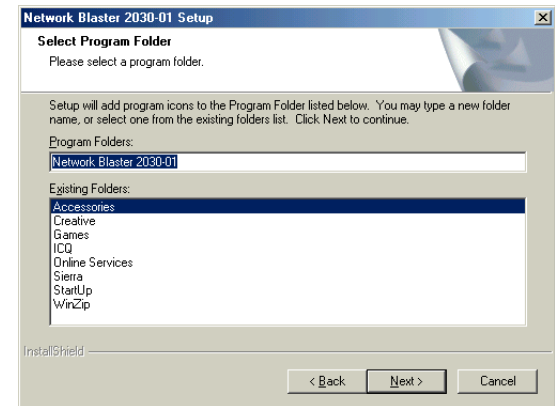 Network Blaster 2030-01 Setup
Select Program Folder
Please select a program folder.
Setup will add program icons to the Program Folder listed below. You may type a new folder
name, or select one from the existing folders list. Click Next to continue.
Program Folders:
Network Blaster 2030-01
Existing Folders:
Accessories
Creative
Games
ICQ
Online Services
Sierra
StartUp
WinZip
InstallShield
< Back Next > Cancel